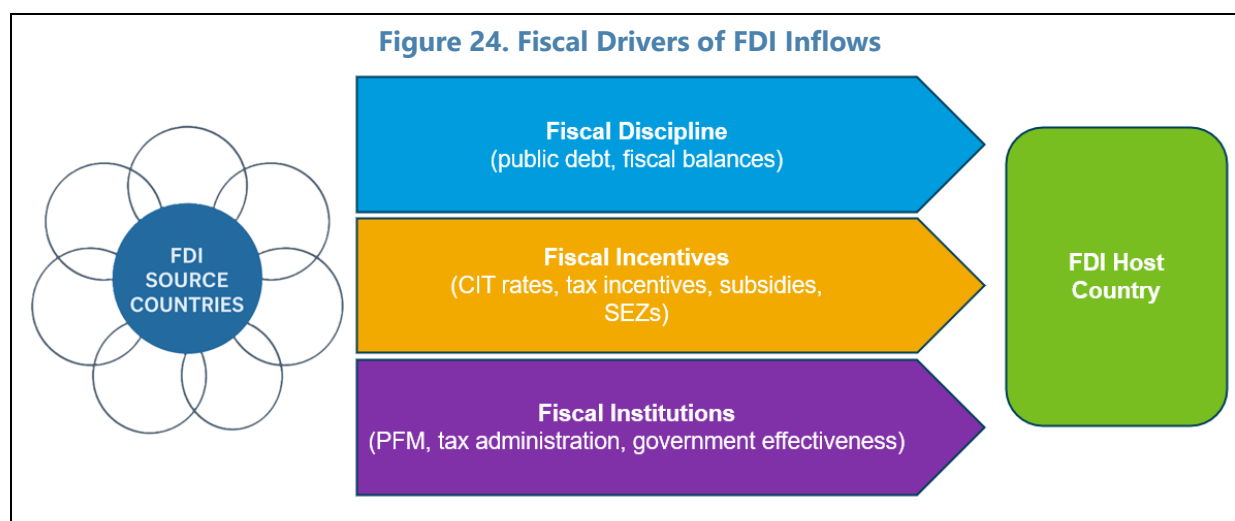 Figure 24. Fiscal Drivers of FDI Inflows
FDI
SOURCE
COUNTRIES
Fiscal Discipline
(public debt, fiscal balances)
Fiscal Incentives
(CIT rates, tax incentives, subsidies,
SEZs)
Fiscal Institutions
(PFM, tax administration, government effectiveness)
FDI Host
Country